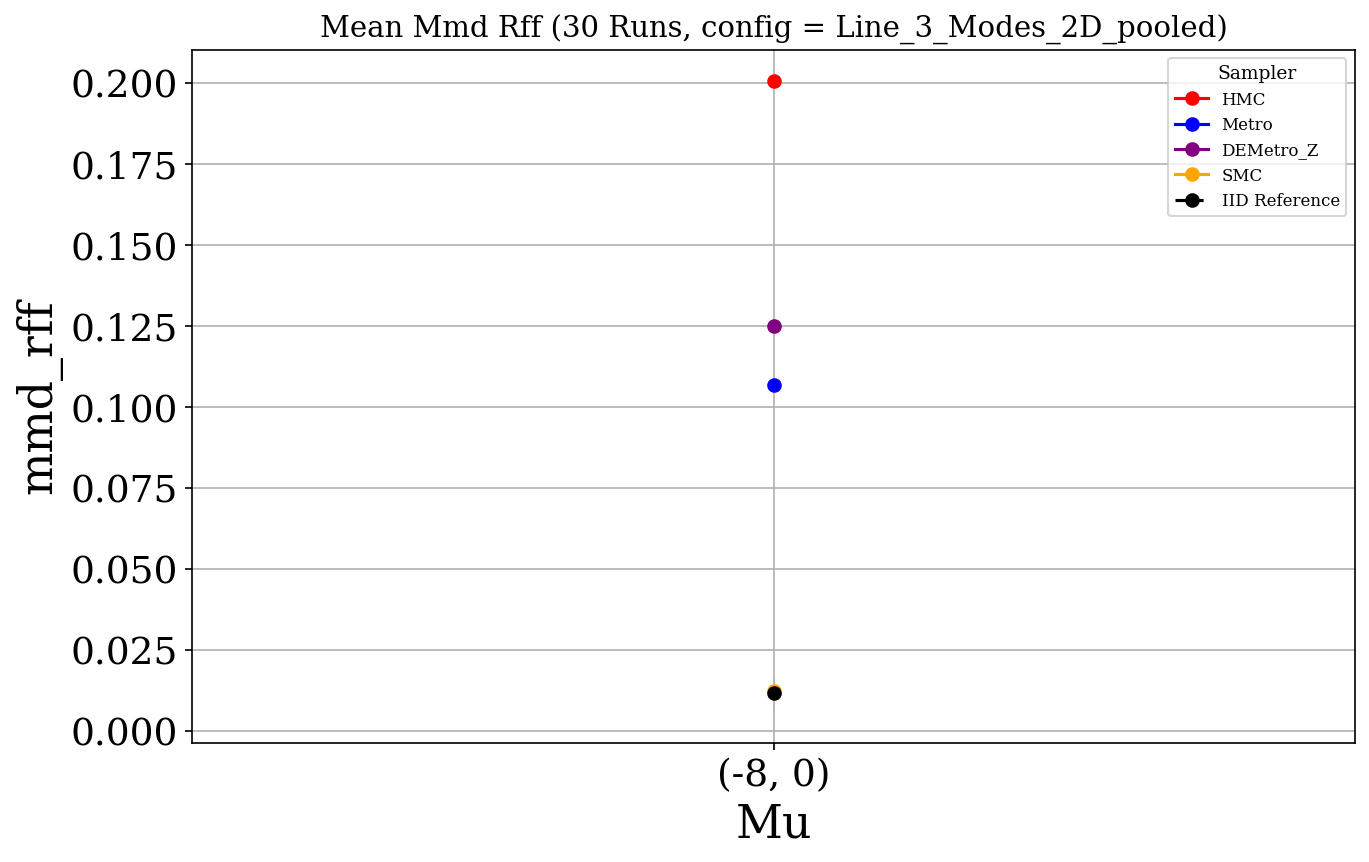 Mean Mmd Rff (30 Runs, config = Line_3_Modes_2D_pooled)
Sampler
HMC
Metro
DEMetro_Z
SMC
IID Reference
0.200
0.175
0.150
0.125
0.100
0.075
0.050
0.025
0.000
mmd_rff
(-8, 0)
Mu